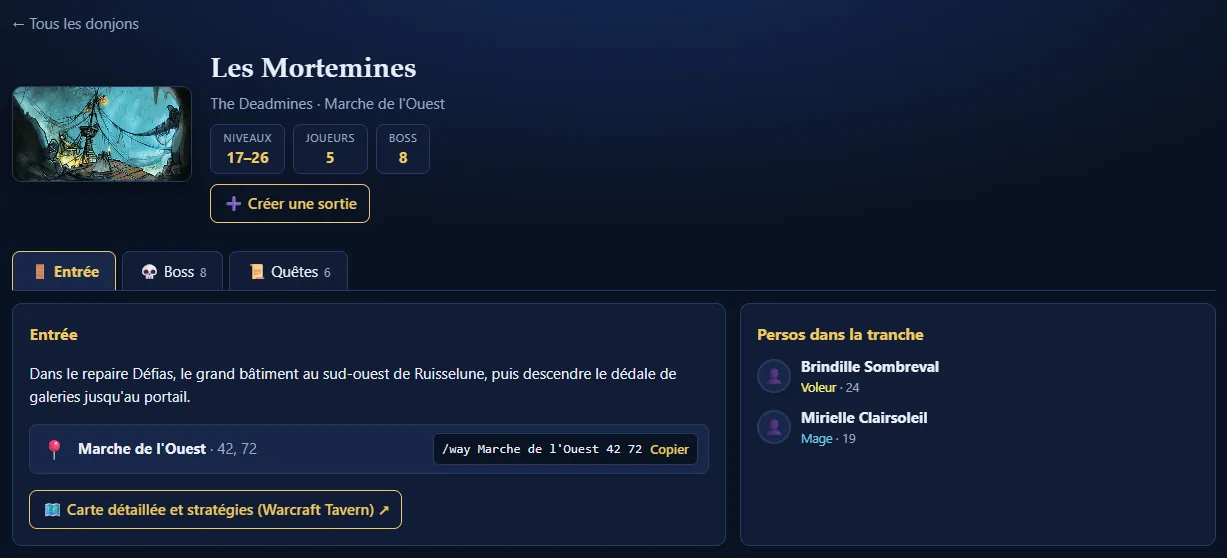 ← Tous les donjons
Les Mortemines
The Deadmines · Marche de l'Ouest
NIVEAUX
17–26
JOUEURS
5
BOSS
8
➕ Créer une sortie
🚪 Entrée
💀 Boss 8
📜 Quêtes 6
Entrée
Dans le repaire Défias, le grand bâtiment au sud-ouest de Ruisselune, puis descendre le dédale de
galeries jusqu'au portail.
📍 Marche de l'Ouest · 42, 72
/way Marche de l'Ouest 42 72 Copier
🗺️ Carte détaillée et stratégies (Warcraft Tavern) ↗
Persos dans la tranche
Brindille Sombreval
Voleur · 24
Mirielle Clairsoleil
Mage · 19